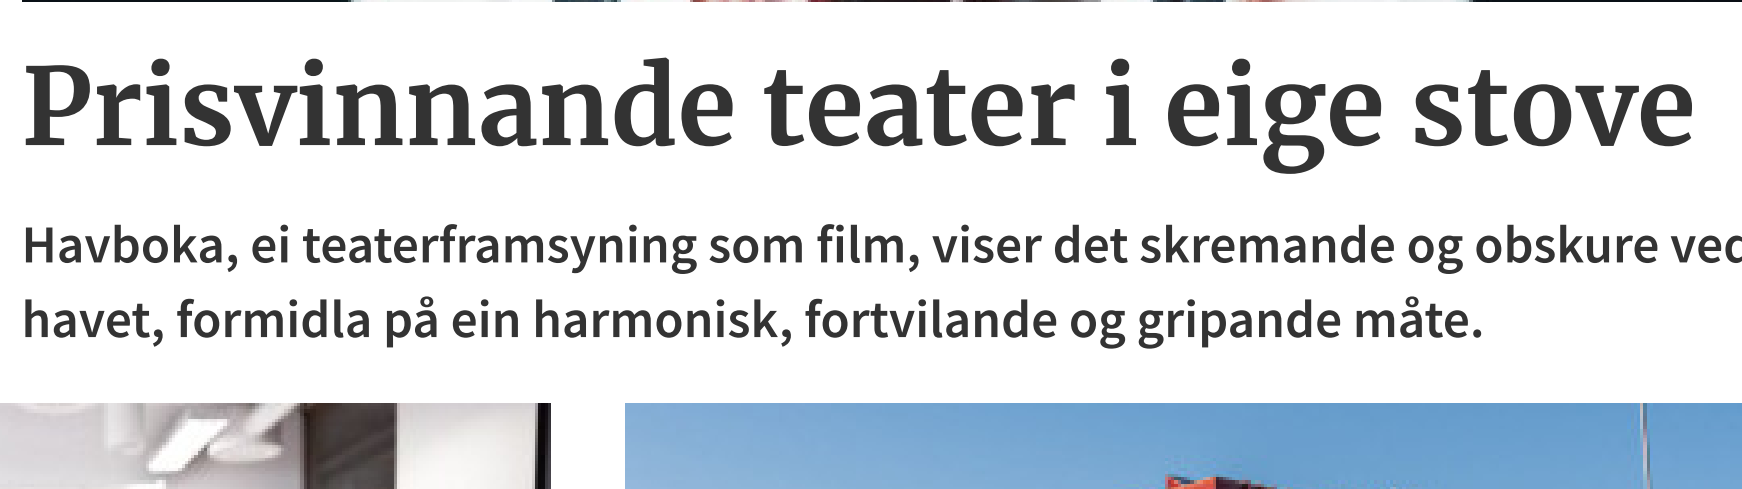 Prisvinnande teater i eige stove
Havboka, ei teaterframsyning som film, viser det skremande og obskure ved
havet, formidla på ein harmonisk, fortvilande og gripande måte.